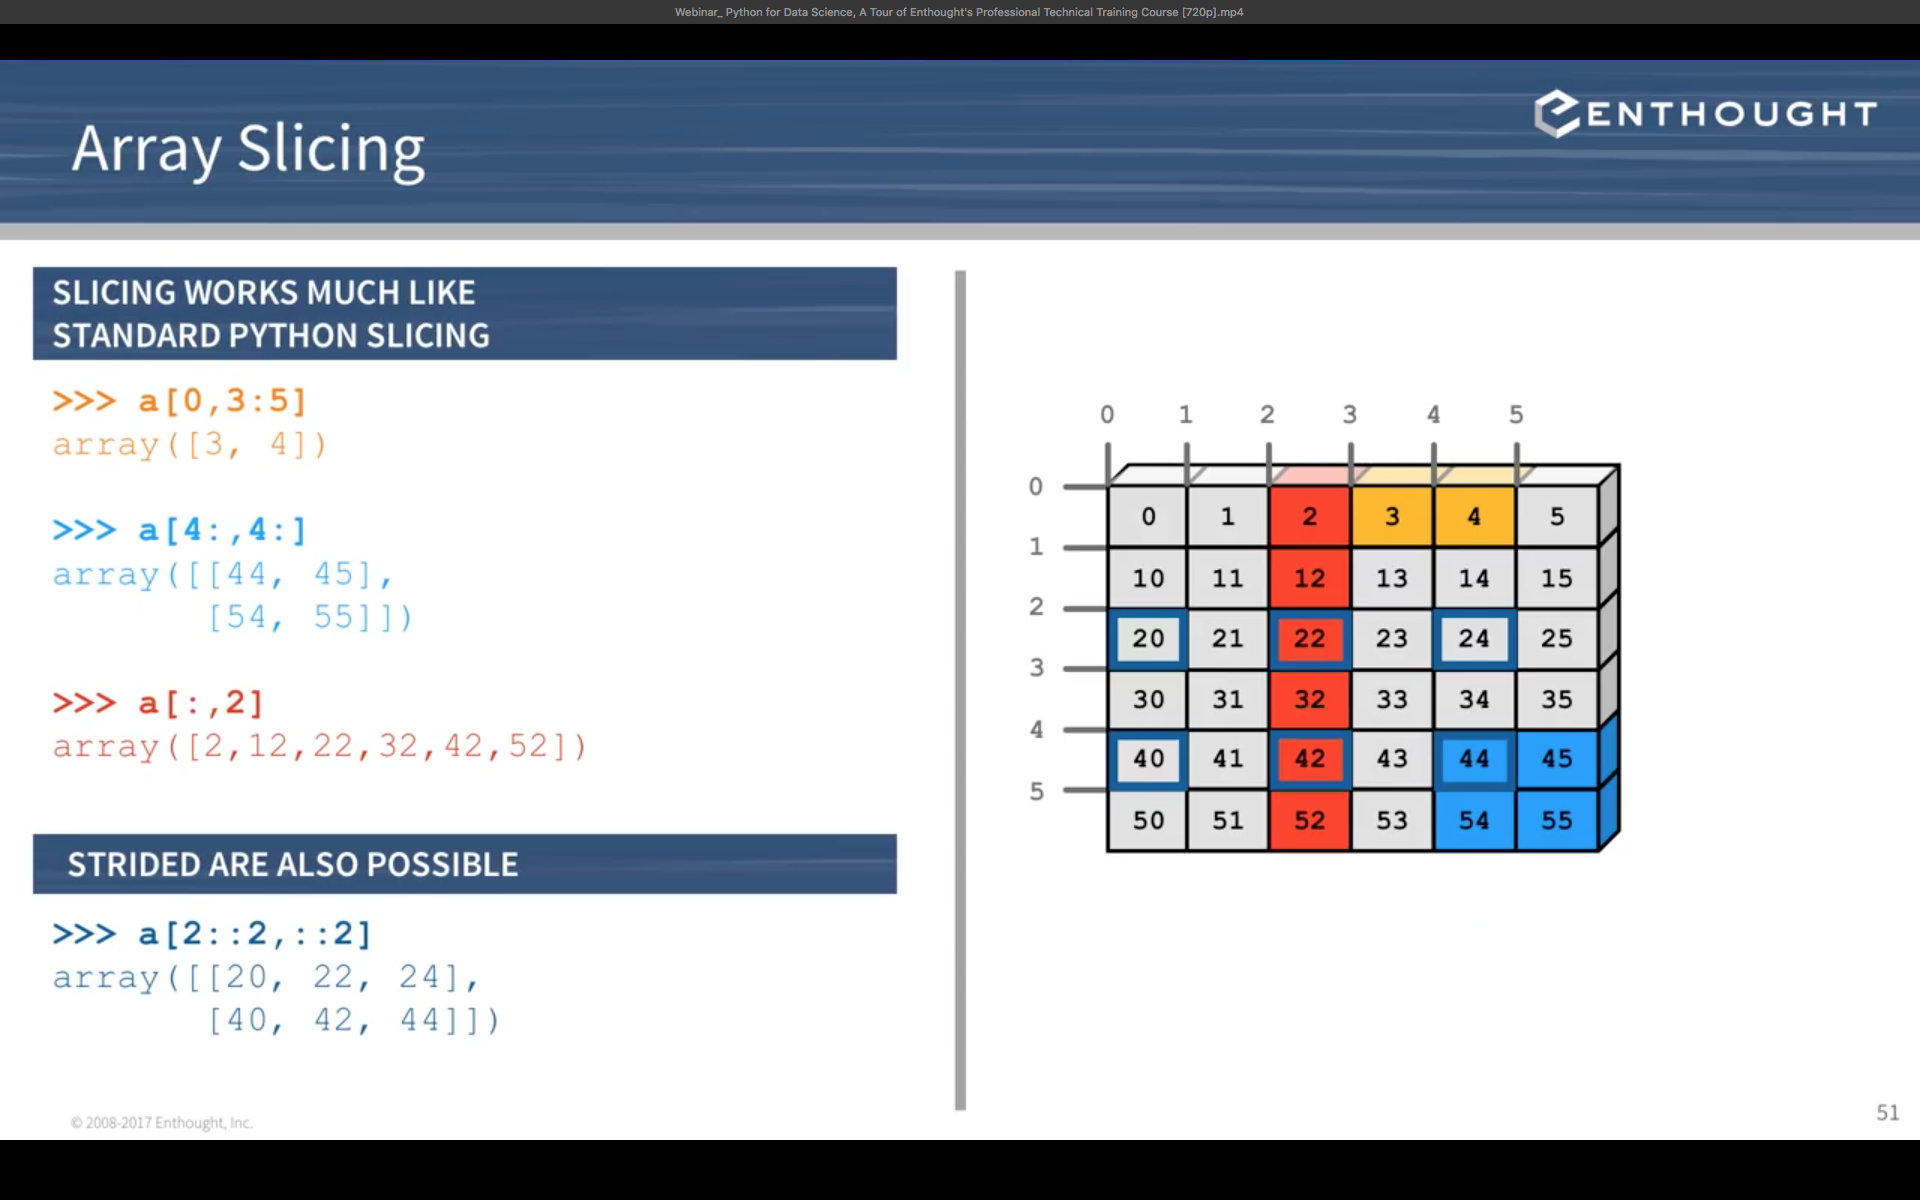 Webinar_ Python for Data Science, A Tour of Enthought's Professional Technical Training Course [720p].mp4
Array Slicing
ENTHOUGHT
SLICING WORKS MUCH LIKE
STANDARD PYTHON SLICING
>>> a[0,3:5]
array([3, 4])
>>> a[4:,4:]
array([[44, 45],
[54, 55]])
>>> a[:,2]
array([2,12,22,32,42,52])
STRIDED ARE ALSO POSSIBLE
>>> a[2::2,::2]
array([[20, 22, 24],
[40, 42, 44]])
0 1 2 3 4 5
0
0 1 2 3 4 5
1
10 11 12 13 14 15
2
20 21 22 23 24 25
3
30 31 32 33 34 35
4
40 41 42 43 44 45
5
50 51 52 53 54 55
© 2008-2017 Enthought, Inc.
51